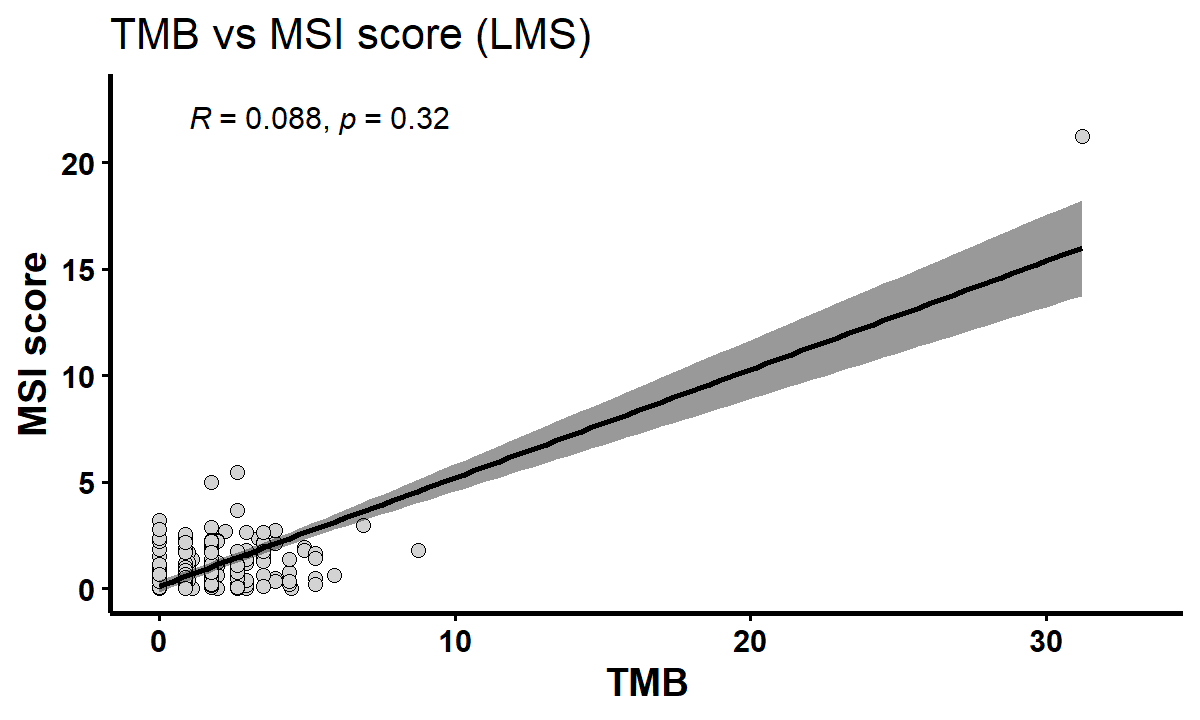 TMB vs MSI score (LMS)
R = 0.088, p = 0.32
20
15
10
5
0
MSI score
0 10 20 30
TMB